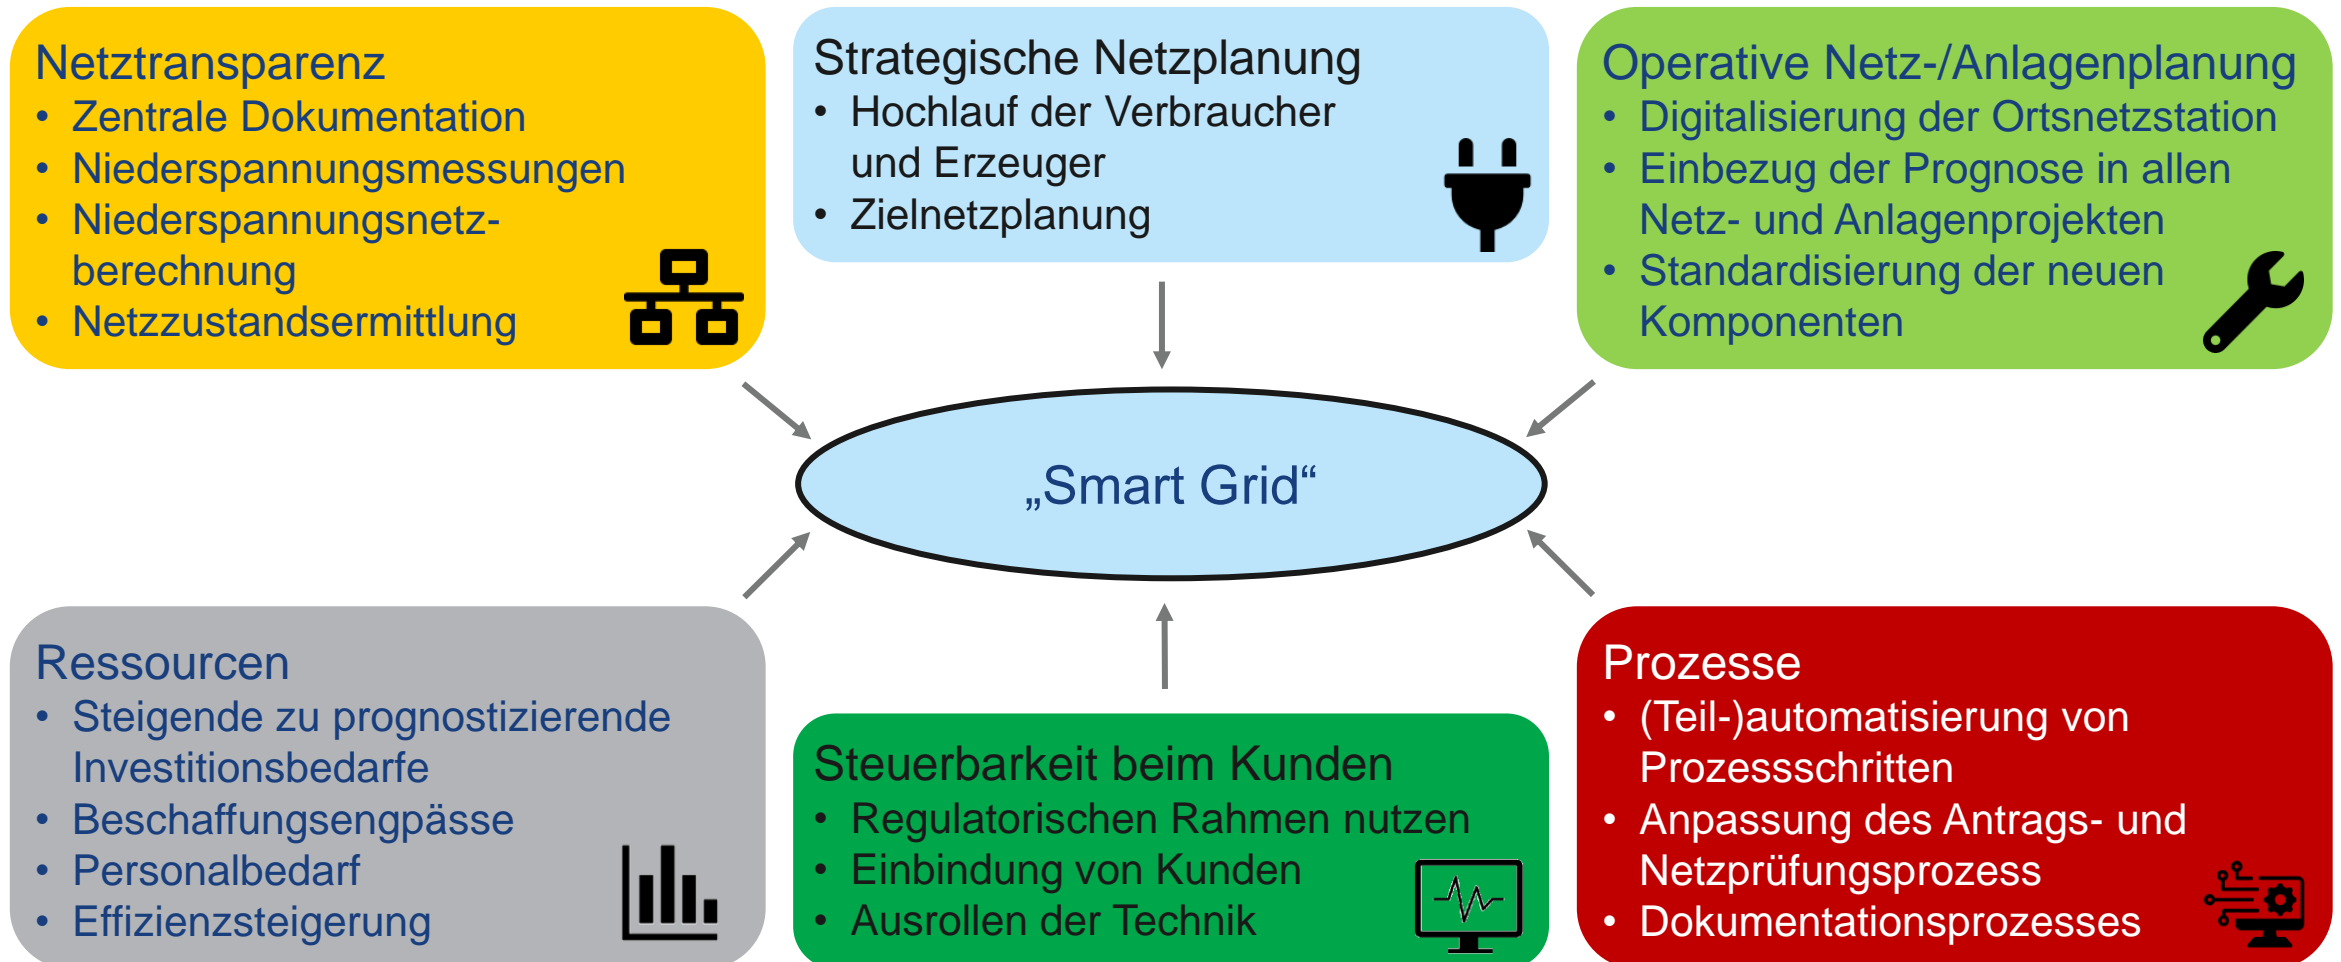 Netztransparenz
• Zentrale Dokumentation
• Niederspannungsmessungen
• Niederspannungsnetz-
berechnung
• Netzzustandsermittlung
Strategische Netzplanung
• Hochlauf der Verbraucher
und Erzeuger
• Zielnetzplanung
Operative Netz-/Anlagenplanung
• Digitalisierung der Ortsnetzstation
• Einbezug der Prognose in allen
Netz- und Anlagenprojekten
• Standardisierung der neuen
Komponenten
„Smart Grid“
Ressourcen
• Steigende zu prognostizierende
Investitionsbedarfe
• Beschaffungsengpässe
• Personalbedarf
• Effizienzsteigerung
Steuerbarkeit beim Kunden
• Regulatorischen Rahmen nutzen
• Einbindung von Kunden
• Ausrollen der Technik
Prozesse
• (Teil-)automatisierung von
Prozessschritten
• Anpassung des Antrags- und
Netzprüfungsprozess
• Dokumentationsprozesses